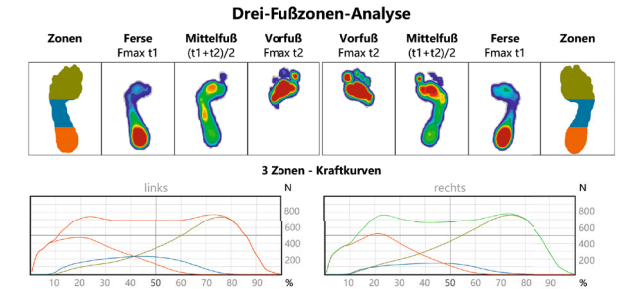 Drei-Fußzonen-Analyse
Zonen Ferse Mittelfuß Vorfuß Vorfuß Mittelfuß Ferse Zonen
Fmax t1 (t1+t2)/2 Fmax t2 Fmax t2 (t1+t2)/2 Fmax t1
3 Zonen - Kraftkurven
links N rechts N
800 800
600 600
400 400
200 200
10 20 30 40 50 60 70 80 90 % 10 20 30 40 50 60 70 80 90 %